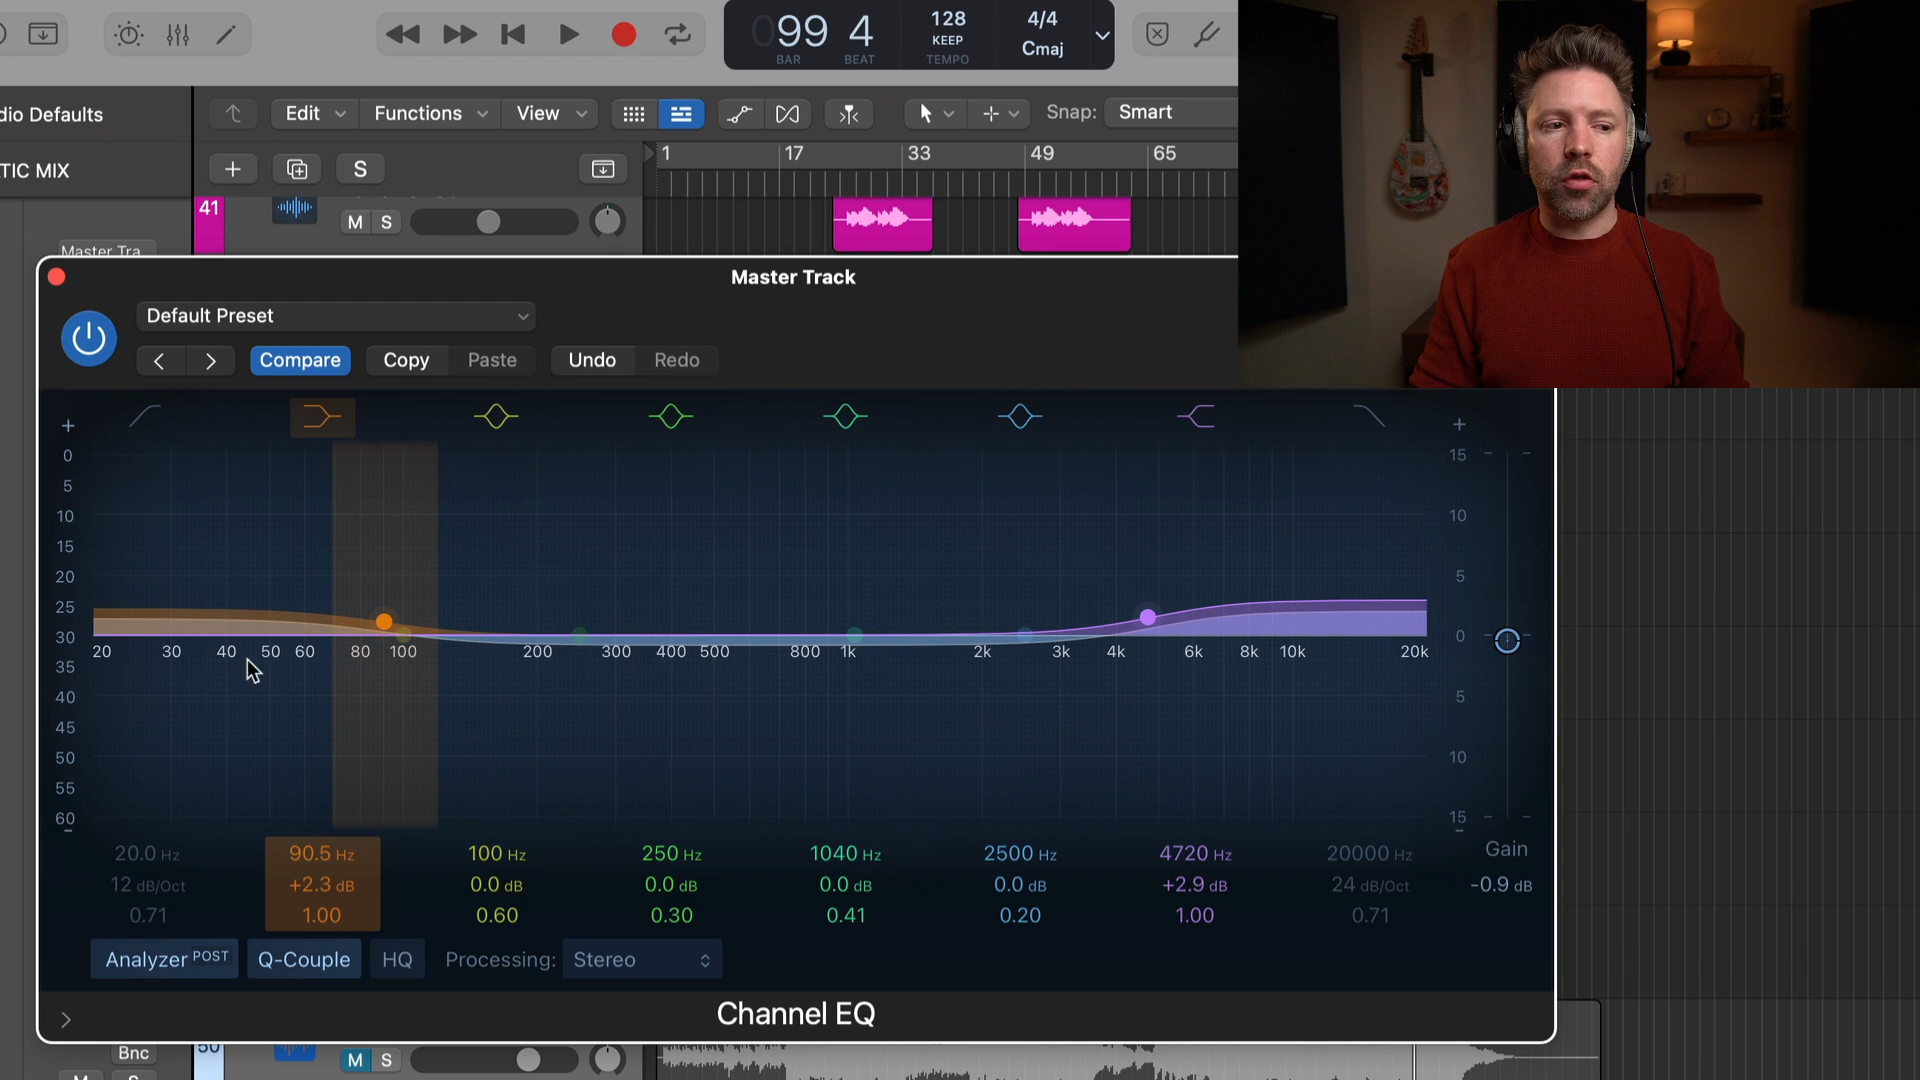 99 4 128 4/4
KEEP Cmaj
BAR BEAT TEMPO
dio Defaults
Edit Functions View Snap: Smart
TIC MIX
S
1 17 33 49 65
41
M S
Master Tra
Master Track
Default Preset
Compare Copy Paste Undo Redo
+ +
0 15
5
10 10
15
20 5
25
30 0
20 30 40 50 60 80 100 200 300 400 500 800 1k 2k 3k 4k 6k 8k 10k 20k
35
40 5
45
50 10
55
60 15
20.0 Hz 90.5 Hz 100 Hz 250 Hz 1040 Hz 2500 Hz 4720 Hz 20000 Hz Gain
12 dB/Oct +2.3 dB 0.0 dB 0.0 dB 0.0 dB 0.0 dB +2.9 dB 24 dB/Oct -0.9 dB
0.71 1.00 0.60 0.30 0.41 0.20 1.00 0.71
Analyzer POST Q-Couple HQ Processing: Stereo
Channel EQ
Bnc 50
M S